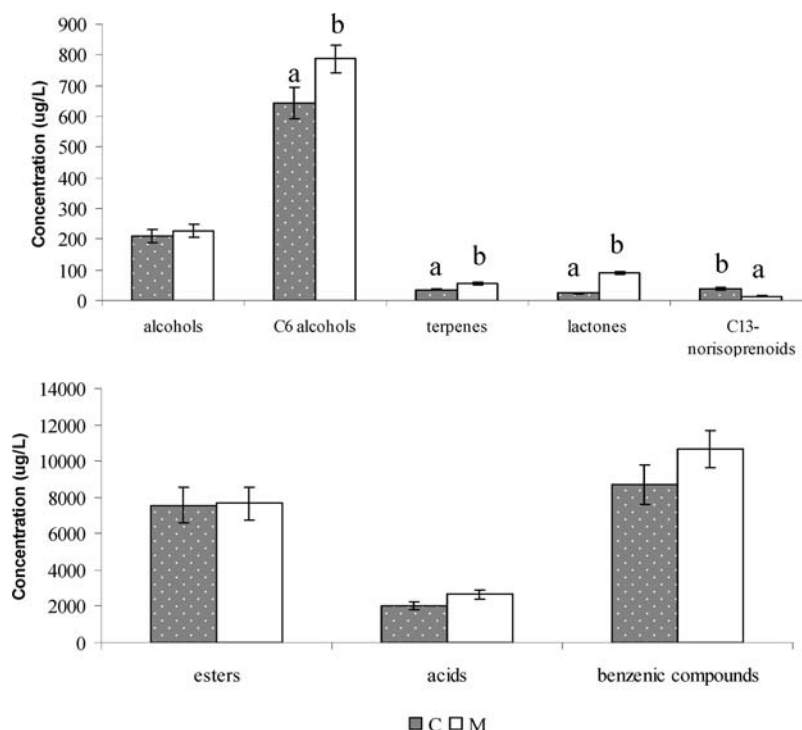 Concentration (ug/L)
900
800
700
600
500
400
300
200
100
0
a b
a b
a b
b a
alcohols C6 alcohols terpenes lactones C13-
norisoprenoids
Concentration (ug/L)
14000
12000
10000
8000
6000
4000
2000
0
esters acids benzenic compounds
C M